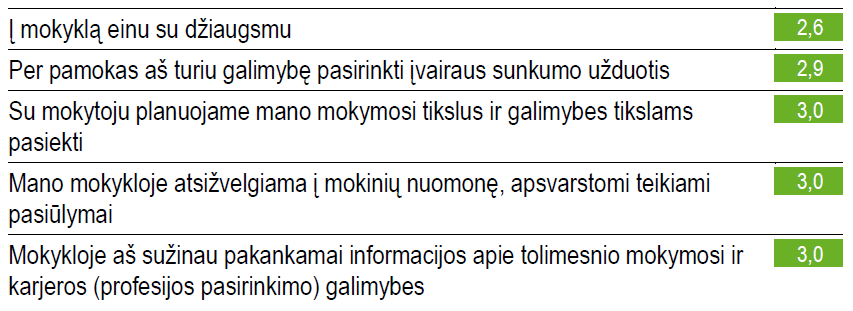 Į mokyklą einu su džiaugsmu 2,6
Per pamokas aš turiu galimybę pasirinkti įvairaus sunkumo užduotis 2,9
Su mokytoju planuojame mano mokymosi tikslus ir galimybes tikslams 3,0
pasiekti
Mano mokykloje atsižvelgiama į mokinių nuomonę, apsvarstomi teikiami 3,0
pasiūlymai
Mokykloje aš sužinau pakankamai informacijos apie tolimesnio mokymosi ir 3,0
karjeros (profesijos pasirinkimo) galimybes